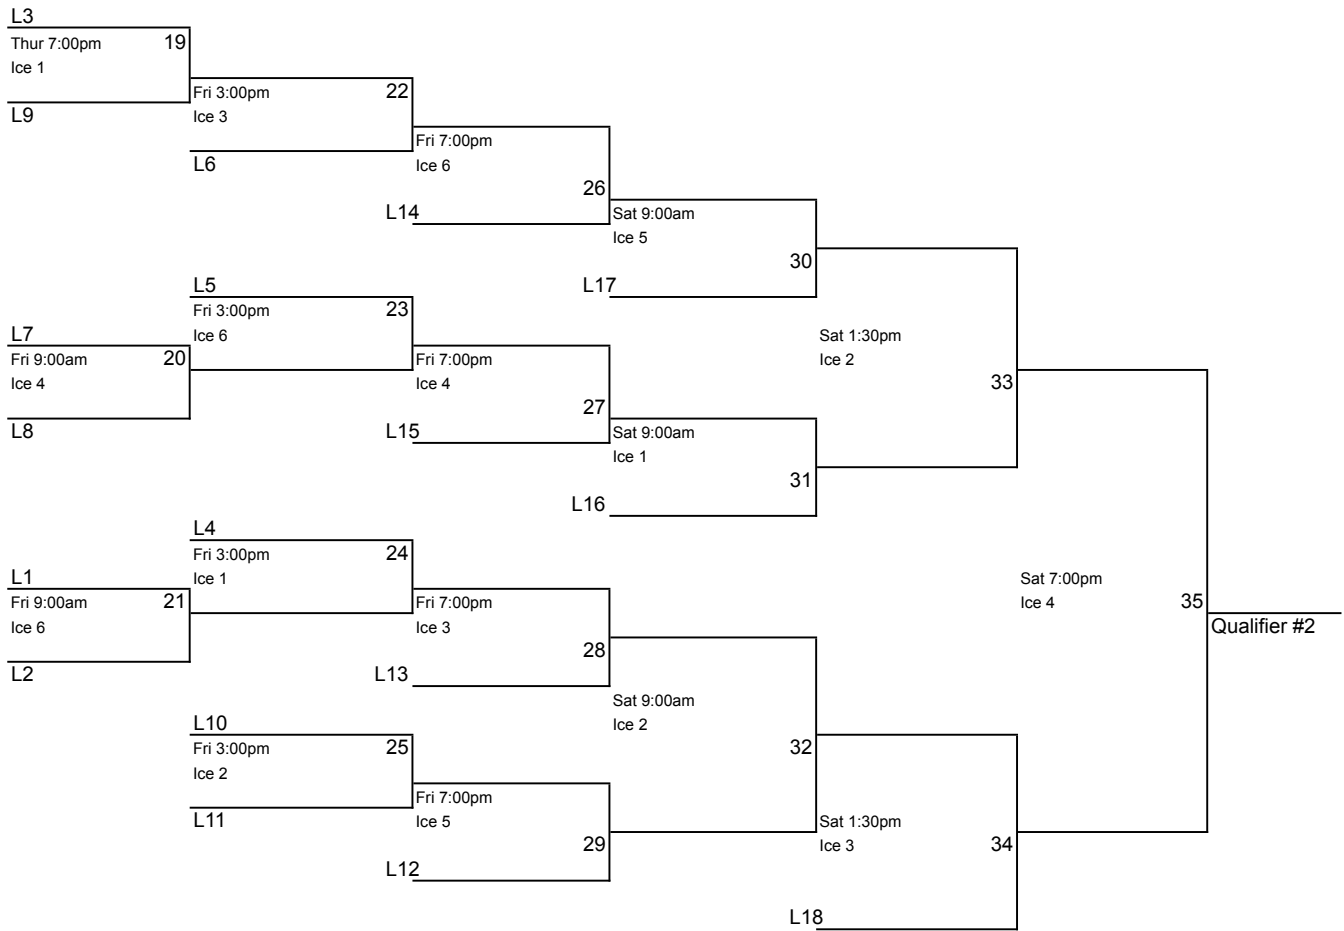 L3
Thur 7:00pm 19
Ice 1
L9
Fri 3:00pm 22
Ice 3
L6
Fri 7:00pm
Ice 6
26
L14
Sat 9:00am
Ice 5
30
L17
L5
Fri 3:00pm 23
Ice 6
L7
Fri 9:00am 20
Ice 4
L8
Fri 7:00pm
Ice 4
27
L15
Sat 9:00am
Ice 1
31
L16
Sat 1:30pm
Ice 2
33
L4
Fri 3:00pm 24
Ice 1
L1
Fri 9:00am 21
Ice 6
L2
Fri 7:00pm
Ice 3
28
L13
Sat 9:00am
Ice 2
32
L10
Fri 3:00pm 25
Ice 2
L11
Fri 7:00pm
Ice 5
29
L12
Sat 1:30pm
Ice 3 34
L18
Sat 7:00pm
Ice 4 35
Qualifier #2